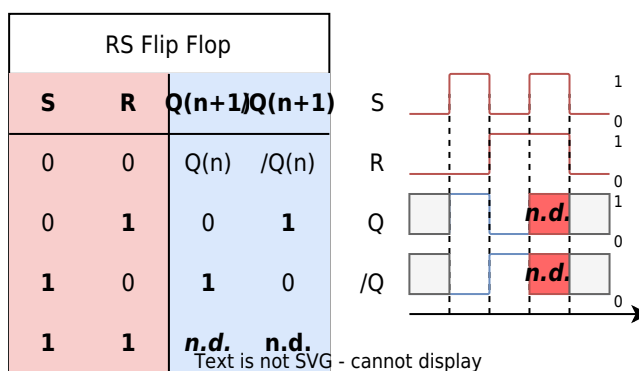 RS Flip Flop
S R Q(n+1) /Q(n+1)
0 0 Q(n) /Q(n)
0 1 0 1
1 0 1 0
1 1 n.d. n.d.
S 1 0
R 1 0
Q n.d. 1 0
/Q n.d. 0
Text is not SVG - cannot display